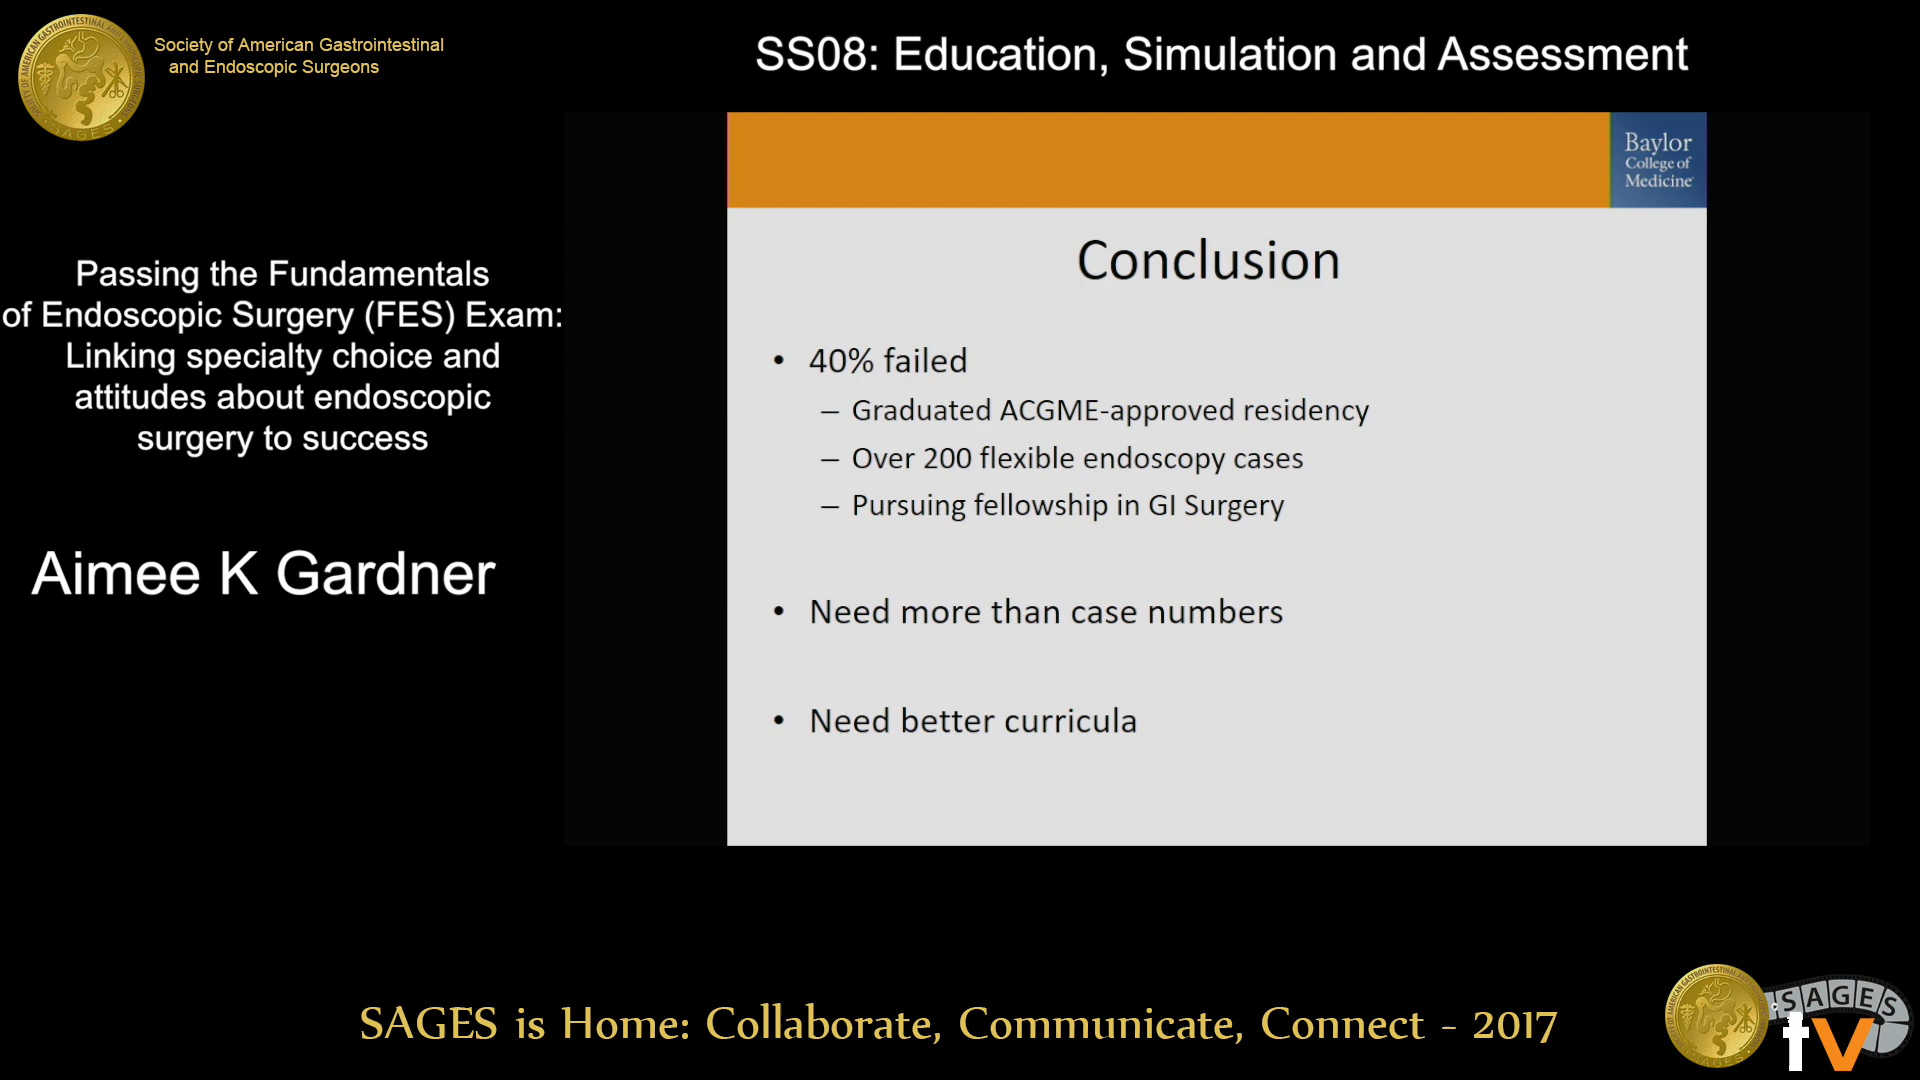 Society of American Gastrointestinal
and Endoscopic Surgeons
SS08: Education, Simulation and Assessment
Baylor
College of
Medicine
Passing the Fundamentals
of Endoscopic Surgery (FES) Exam:
Linking specialty choice and
attitudes about endoscopic
surgery to success
Aimee K Gardner
Conclusion
• 40% failed
– Graduated ACGME-approved residency
– Over 200 flexible endoscopy cases
– Pursuing fellowship in GI Surgery
• Need more than case numbers
• Need better curricula
SAGES is Home: Collaborate, Communicate, Connect - 2017
SAGES
tv